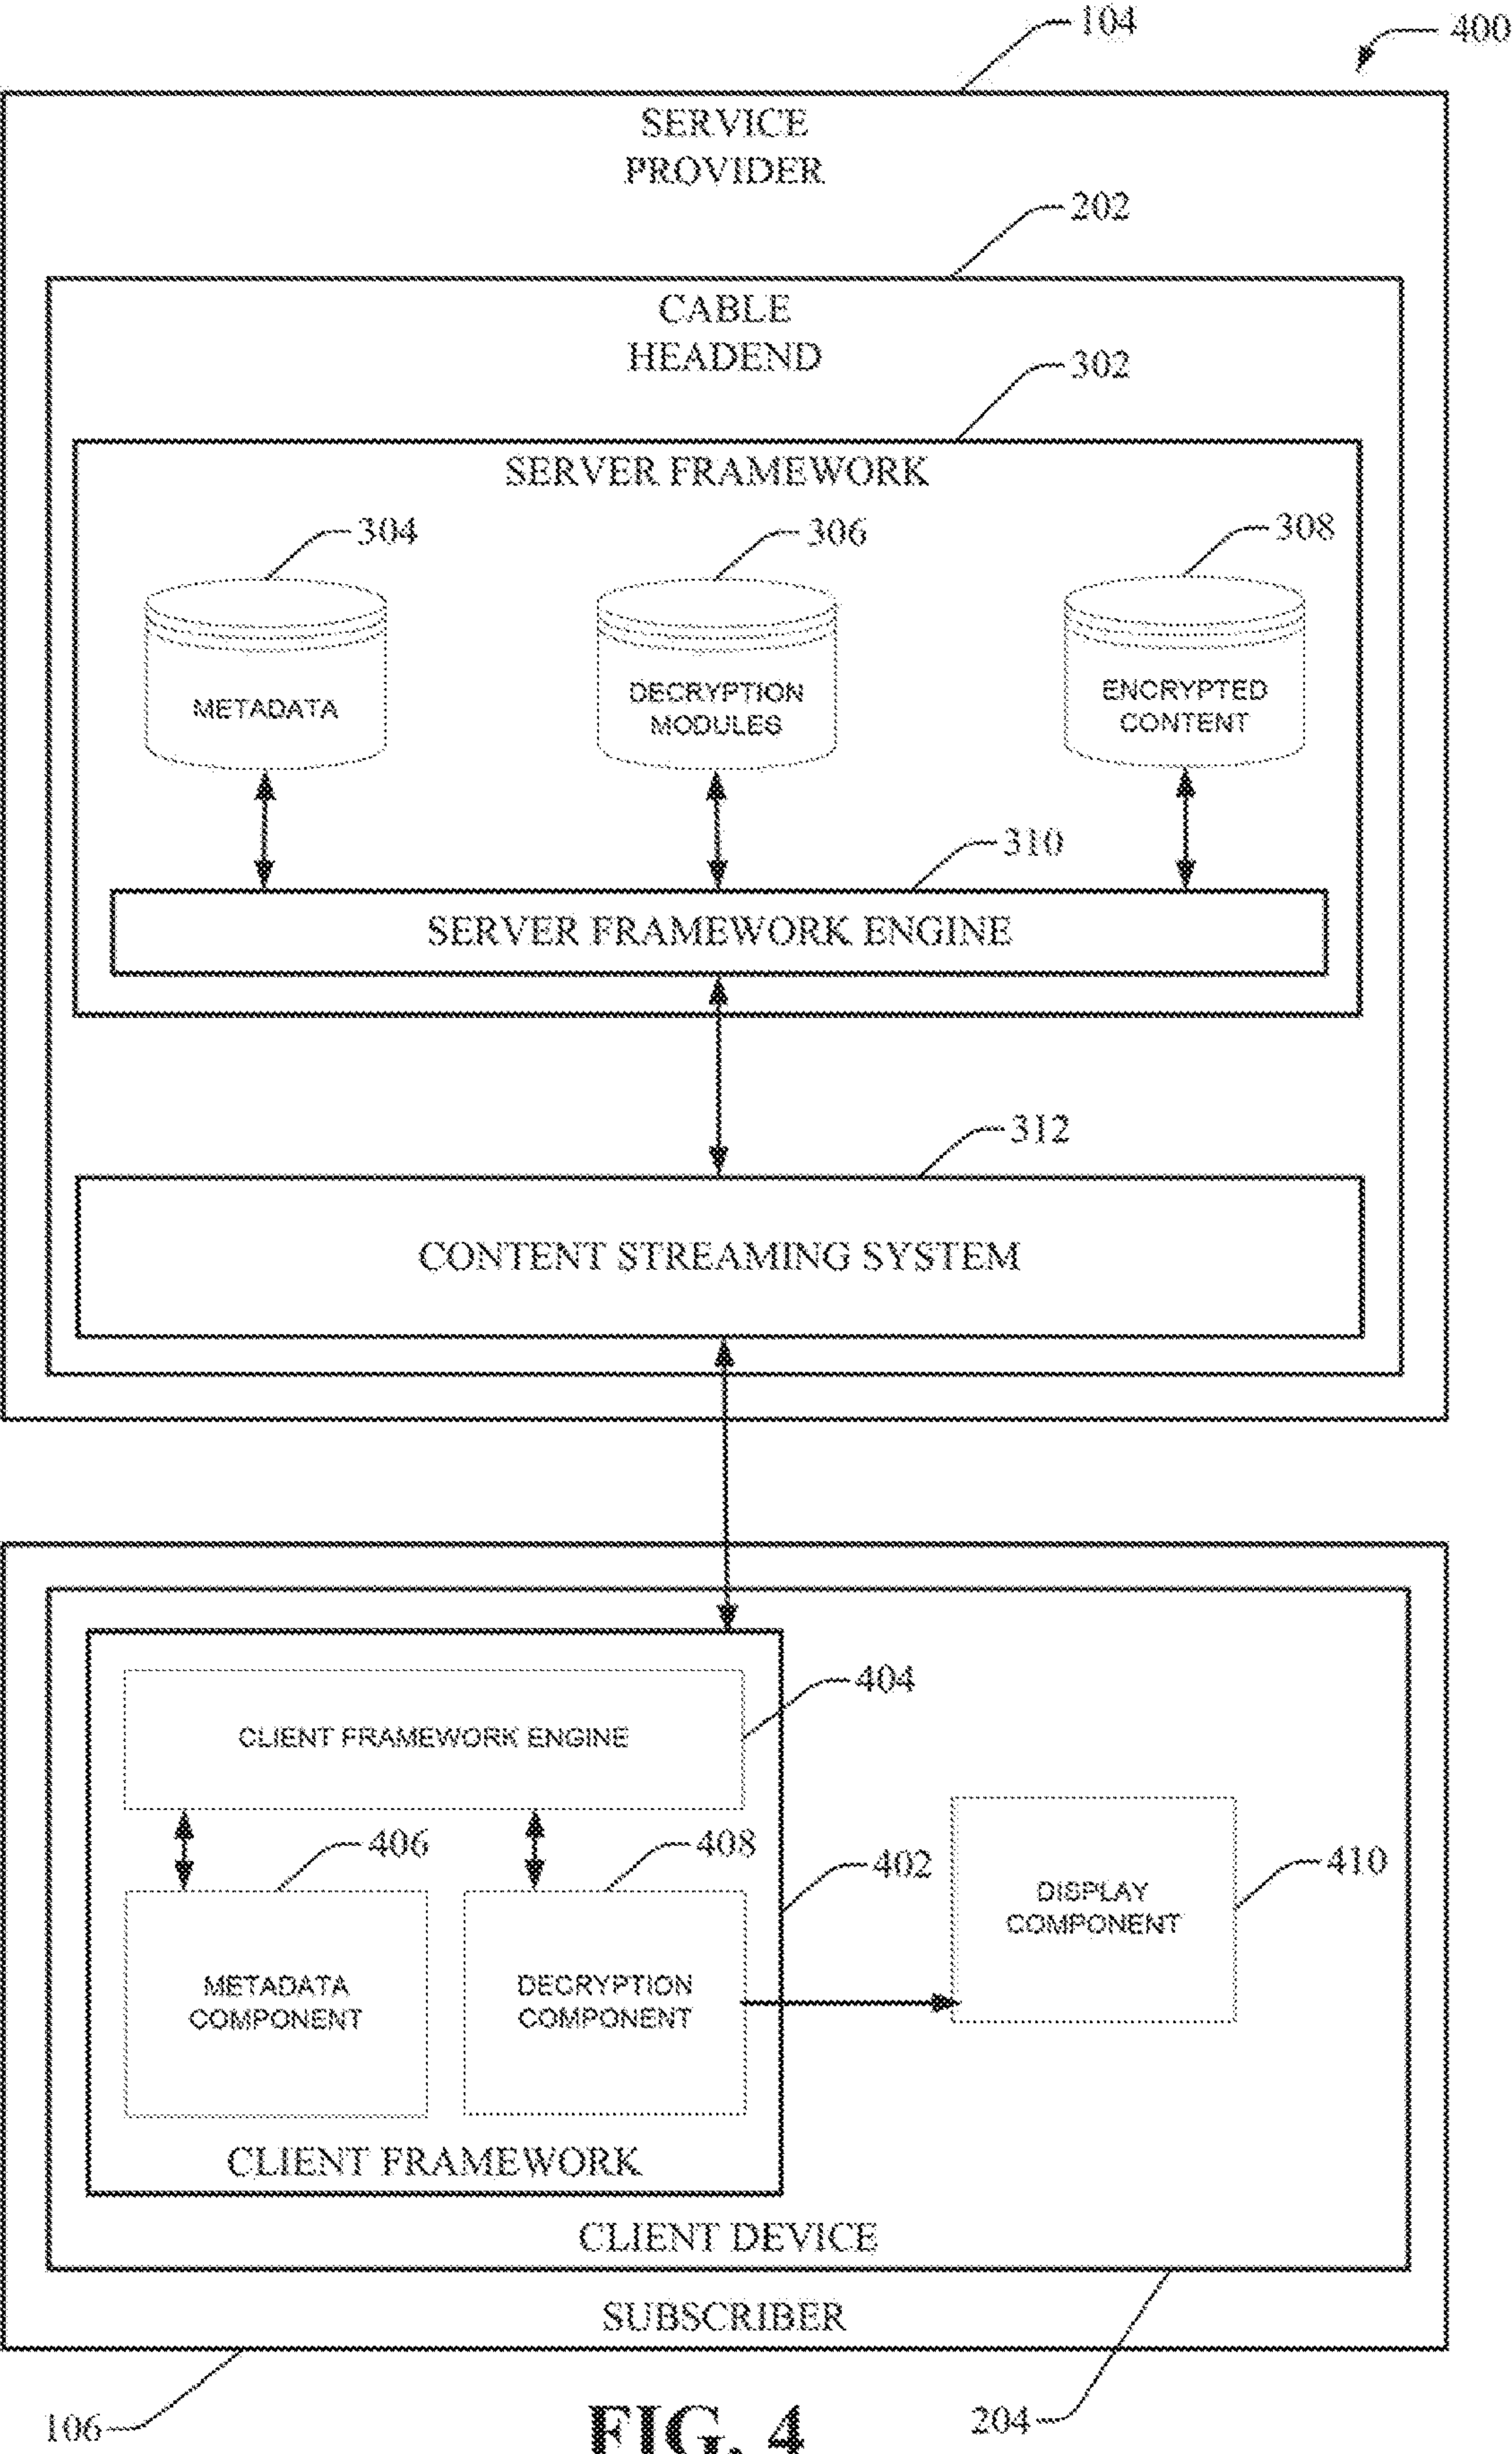 104
400
SERVICE
PROVIDER
202
CABLE
HEADEND
302
SERVER FRAMEWORK
304
306
308
METADATA
DECRYPTION
MODULES
ENCRYPTED
CONTENT
310
SERVER FRAMEWORK ENGINE
312
CONTENT STREAMING SYSTEM
404
CLIENT FRAMEWORK ENGINE
406
408
402
410
DISPLAY
COMPONENT
METADATA
COMPONENT
DECRYPTION
COMPONENT
CLIENT FRAMEWORK
CLIENT DEVICE
SUBSCRIBER
106
204
FIG. 4